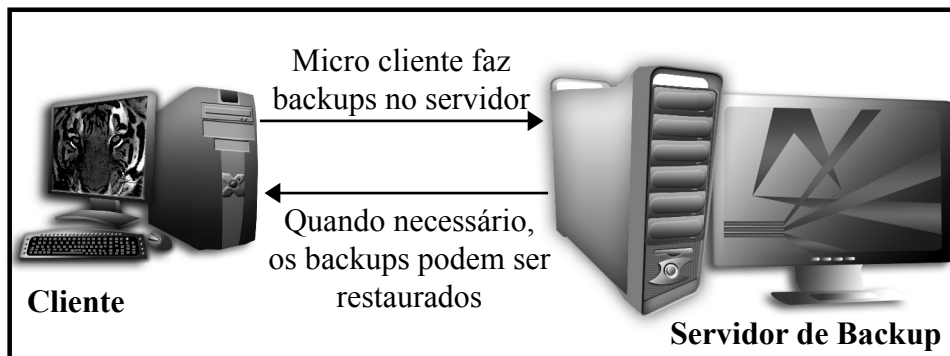 Micro cliente faz
backups no servidor
Quando necessário,
os backups podem ser
restaurados
Cliente
Servidor de Backup